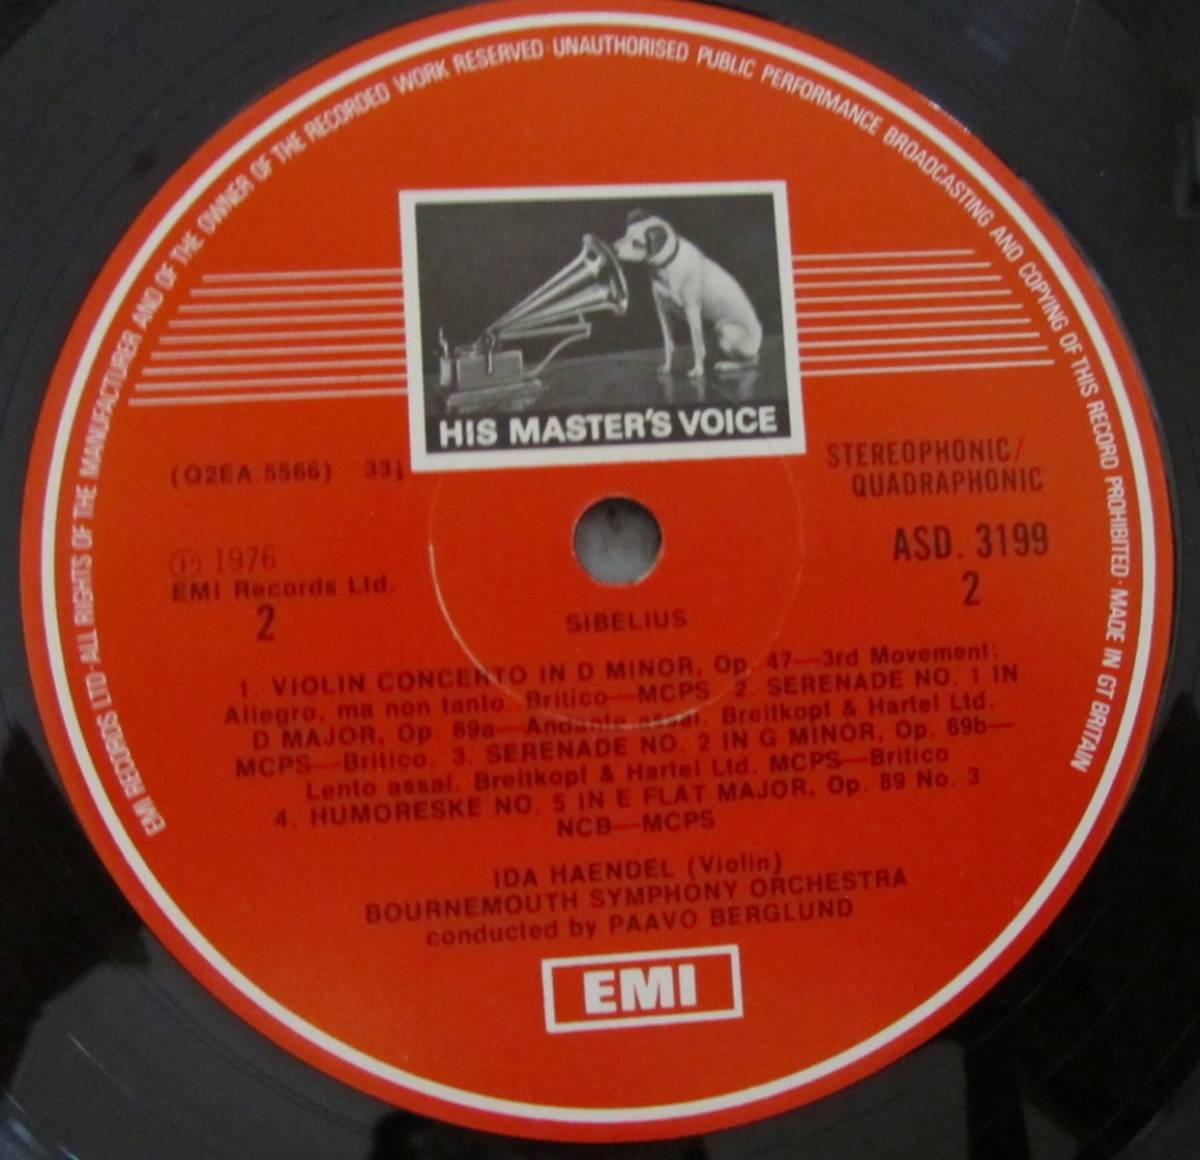 EMI RECORDS LTD · ALL RIGHTS OF THE MANUFACTURER AND OF THE OWNER OF THE RECORDED WORK RESERVED · UNAUTHORISED PUBLIC PERFORMANCE BROADCASTING AND COPYING OF THIS RECORD PROHIBITED · MADE IN GT BRITAIN
HIS MASTER'S VOICE
(Q2EA.5566) 33⅓
STEREOPHONIC/
QUADRAPHONIC
ASD. 3199
2
Ⓟ 1976
EMI Records Ltd.
2
SIBELIUS
1. VIOLIN CONCERTO IN D MINOR, Op. 47—3rd Movement:
Allegro, ma non tanto. Britico—MCPS 2. SERENADE NO. 1 IN
D MAJOR, Op. 69a—Andante assai. Breitkopf & Hartel Ltd.
MCPS—Britico. 3. SERENADE NO. 2 IN G MINOR, Op. 69b—
Lento assai. Breitkopf & Hartel Ltd. MCPS—Britico
4. HUMORESKE NO. 5 IN E FLAT MAJOR, Op. 89 No. 3
NCB—MCPS
IDA HAENDEL (Violin)
BOURNEMOUTH SYMPHONY ORCHESTRA
conducted by PAAVO BERGLUND
EMI